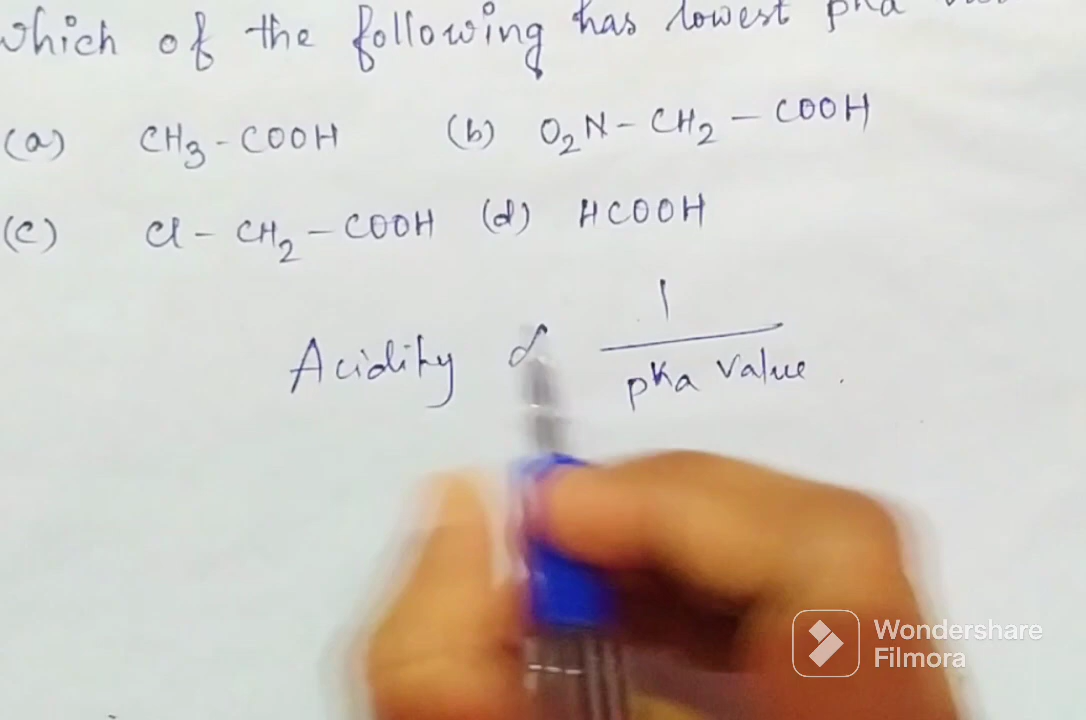 which of the following has lowest pka
(a) CH3 - COOH (b) O2N - CH2 - COOH
(c) Cl - CH2 - COOH (d) HCOOH
Acidity ∝ 1
pKa value.
Wondershare
Filmora